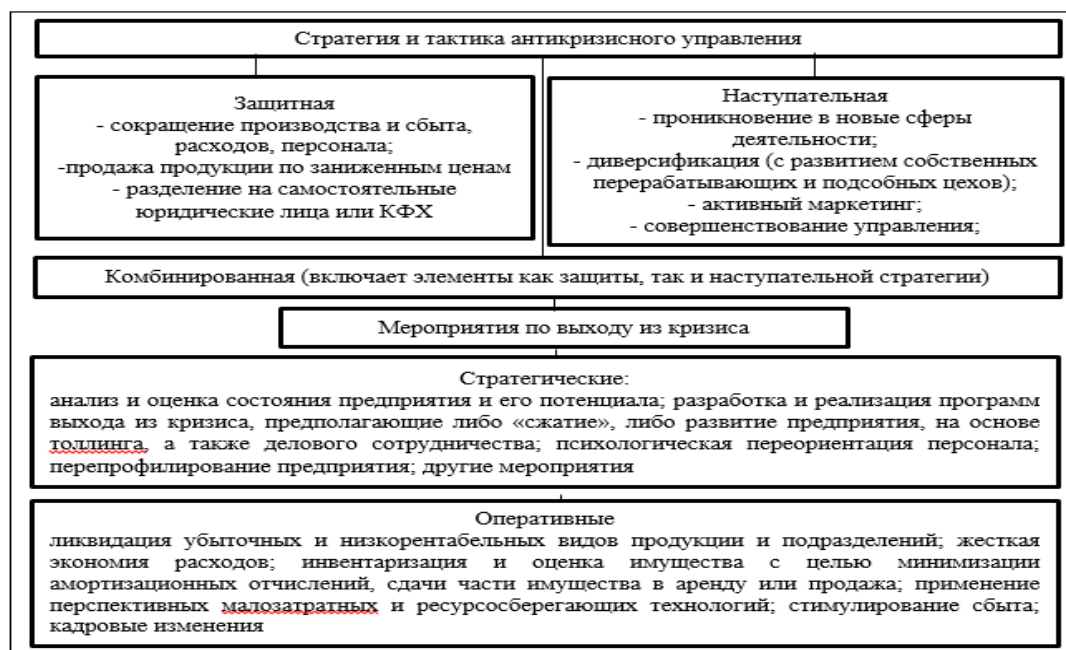 Стратегия и тактика антикризисного управления
Защитная
- сокращение производства и сбыта,
расходов, персонала;
-продажа продукции по заниженным ценам
- разделение на самостоятельные
юридические лица или КФХ
Наступательная
- проникновение в новые сферы
деятельности;
- диверсификация (с развитием собственных
перерабатывающих и подсобных цехов);
- активный маркетинг;
- совершенствование управления;
Комбинированная (включает элементы как защиты, так и наступательной стратегии)
Мероприятия по выходу из кризиса
Стратегические:
анализ и оценка состояния предприятия и его потенциала; разработка и реализация программ
выхода из кризиса, предполагающие либо «сжатие», либо развитие предприятия, на основе
толлинга, а также делового сотрудничества; психологическая переориентация персонала;
перепрофилирование предприятия; другие мероприятия
Оперативные
ликвидация убыточных и низкорентабельных видов продукции и подразделений; жесткая
экономия расходов; инвентаризация и оценка имущества с целью минимизации
амортизационных отчислений, сдачи части имущества в аренду или продажа; применение
перспективных малозатратных и ресурсосберегающих технологий; стимулирование сбыта;
кадровые изменения